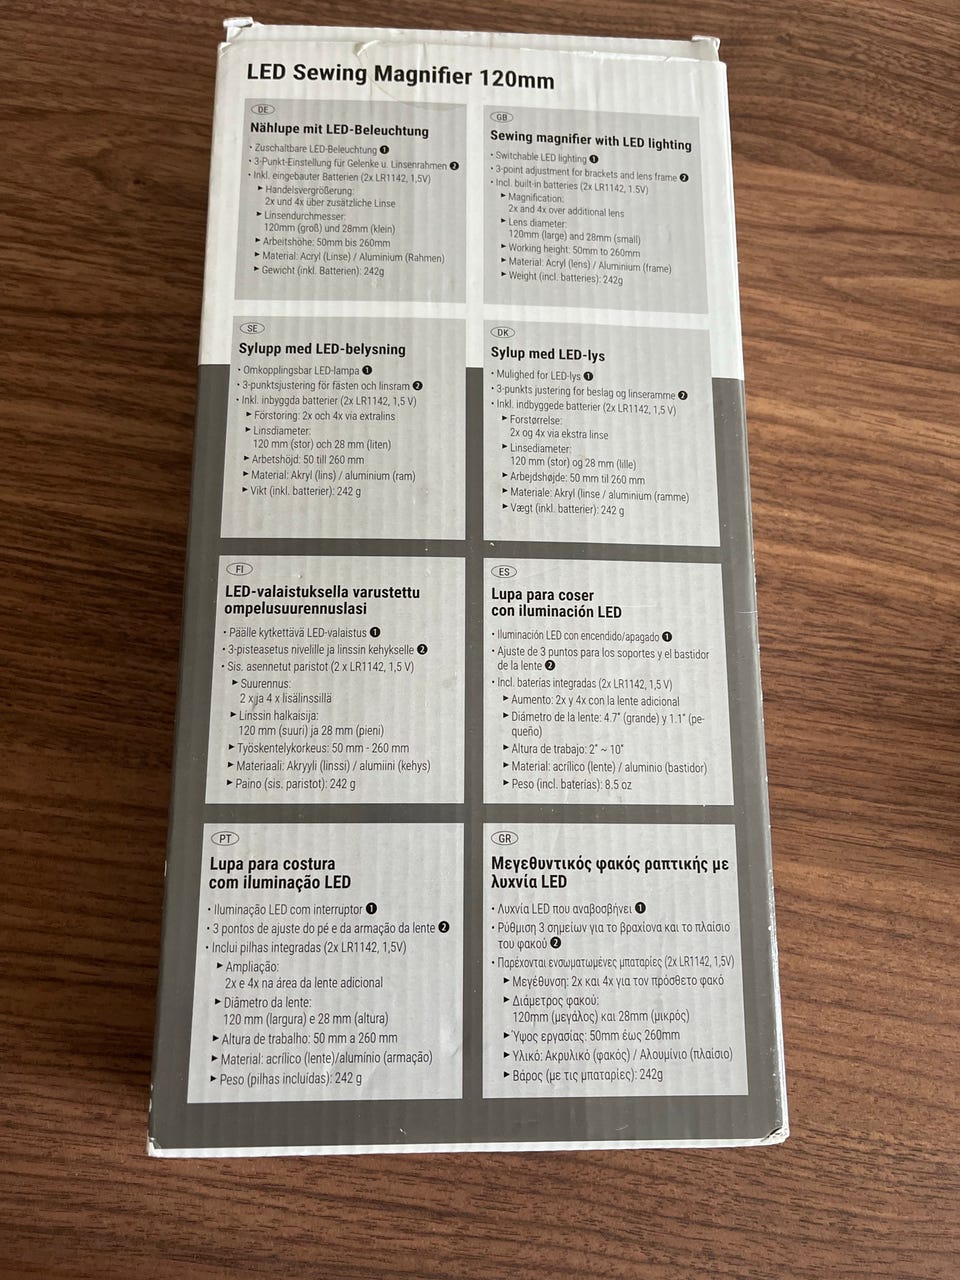 LED Sewing Magnifier 120mm
DE
Nählupe mit LED-Beleuchtung
· Zuschaltbare LED-Beleuchtung ❶
· 3-Punkt-Einstellung für Gelenke u. Linsenrahmen ❷
· Inkl. eingebauter Batterien (2x LR1142, 1,5V)
► Handelsvergrößerung:
2x und 4x über zusätzliche Linse
► Linsendurchmesser:
120mm (groß) und 28mm (klein)
► Arbeitshöhe: 50mm bis 260mm
► Material: Acryl (Linse) / Aluminium (Rahmen)
► Gewicht (inkl. Batterien): 242g
GB
Sewing magnifier with LED lighting
· Switchable LED lighting ❶
· 3-point adjustment for brackets and lens frame ❷
· Incl. built-in batteries (2x LR1142, 1.5V)
► Magnification:
2x and 4x over additional lens
► Lens diameter:
120mm (large) and 28mm (small)
► Working height: 50mm to 260mm
► Material: Acryl (lens) / Aluminium (frame)
► Weight (incl. batteries): 242g
SE
Sylupp med LED-belysning
· Omkopplingsbar LED-lampa ❶
· 3-punktsjustering för fästen och linsram ❷
· Inkl. inbyggda batterier (2x LR1142, 1,5 V)
► Förstoring: 2x och 4x via extralins
► Linsdiameter:
120 mm (stor) och 28 mm (liten)
► Arbetshöjd: 50 till 260 mm
► Material: Akryl (lins) / aluminium (ram)
► Vikt (inkl. batterier): 242 g
DK
Sylup med LED-lys
· Mulighed for LED-lys ❶
· 3-punkts justering for beslag og linseramme ❷
· Inkl. indbyggede batterier (2x LR1142, 1,5 V)
► Forstørrelse:
2x og 4x via ekstra linse
► Linsediameter:
120 mm (stor) og 28 mm (lille)
► Arbejdshøjde: 50 mm til 260 mm
► Materiale: Akryl (linse / aluminium (ramme)
► Vægt (inkl. batterier): 242 g
FI
LED-valaistuksella varustettu
ompelusuurennuslasi
· Päälle kytkettävä LED-valaistus ❶
· 3-pisteasetus nivelille ja linssin kehykselle ❷
· Sis. asennetut paristot (2 x LR1142, 1,5 V)
► Suurennus:
2 x ja 4 x lisälinssillä
► Linssin halkaisija:
120 mm (suuri) ja 28 mm (pieni)
► Työskentelykorkeus: 50 mm - 260 mm
► Materiaali: Akryyli (linssi) / alumiini (kehys)
► Paino (sis. paristot): 242 g
ES
Lupa para coser
con iluminación LED
· Iluminación LED con encendido/apagado ❶
· Ajuste de 3 puntos para los soportes y el bastidor
de la lente ❷
· Incl. baterías integradas (2x LR1142, 1,5 V)
► Aumento: 2x y 4x con la lente adicional
► Diámetro de la lente: 4.7" (grande) y 1.1" (pe-
queño)
► Altura de trabajo: 2" ~ 10"
► Material: acrílico (lente) / aluminio (bastidor)
► Peso (incl. baterías): 8.5 oz
PT
Lupa para costura
com iluminação LED
· Iluminação LED com interruptor ❶
· 3 pontos de ajuste do pé e da armação da lente ❷
· Inclui pilhas integradas (2x LR1142, 1,5V)
► Ampliação:
2x e 4x na área da lente adicional
► Diâmetro da lente:
120 mm (largura) e 28 mm (altura)
► Altura de trabalho: 50 mm a 260 mm
► Material: acrílico (lente)/alumínio (armação)
► Peso (pilhas incluídas): 242 g
GR
Μεγεθυντικός φακός ραπτικής με
λυχνία LED
· Λυχνία LED που αναβοσβήνει ❶
· Ρύθμιση 3 σημείων για το βραχίονα και το πλαίσιο
του φακού ❷
· Παρέχονται ενσωματωμένες μπαταρίες (2x LR1142, 1,5V)
► Μεγέθυνση: 2x και 4x για τον πρόσθετο φακό
► Διάμετρος φακού:
120mm (μεγάλος) και 28mm (μικρός)
► Ύψος εργασίας: 50mm έως 260mm
► Υλικό: Ακρυλικό (φακός) / Αλουμίνιο (πλαίσιο)
► Βάρος (με τις μπαταρίες): 242g